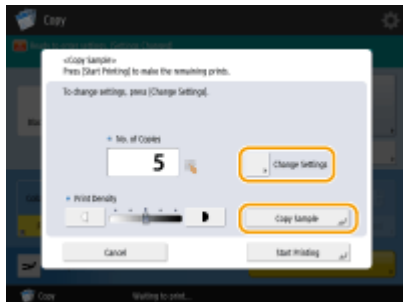 Copy
<Copy Sample>
Press [Start Printing] to make the remaining prints.
To change settings, press [Change Settings].
No. of Copies
5
Change Settings
Print Density
Copy Sample
Cancel
Start Printing
Copy
Waiting to print...